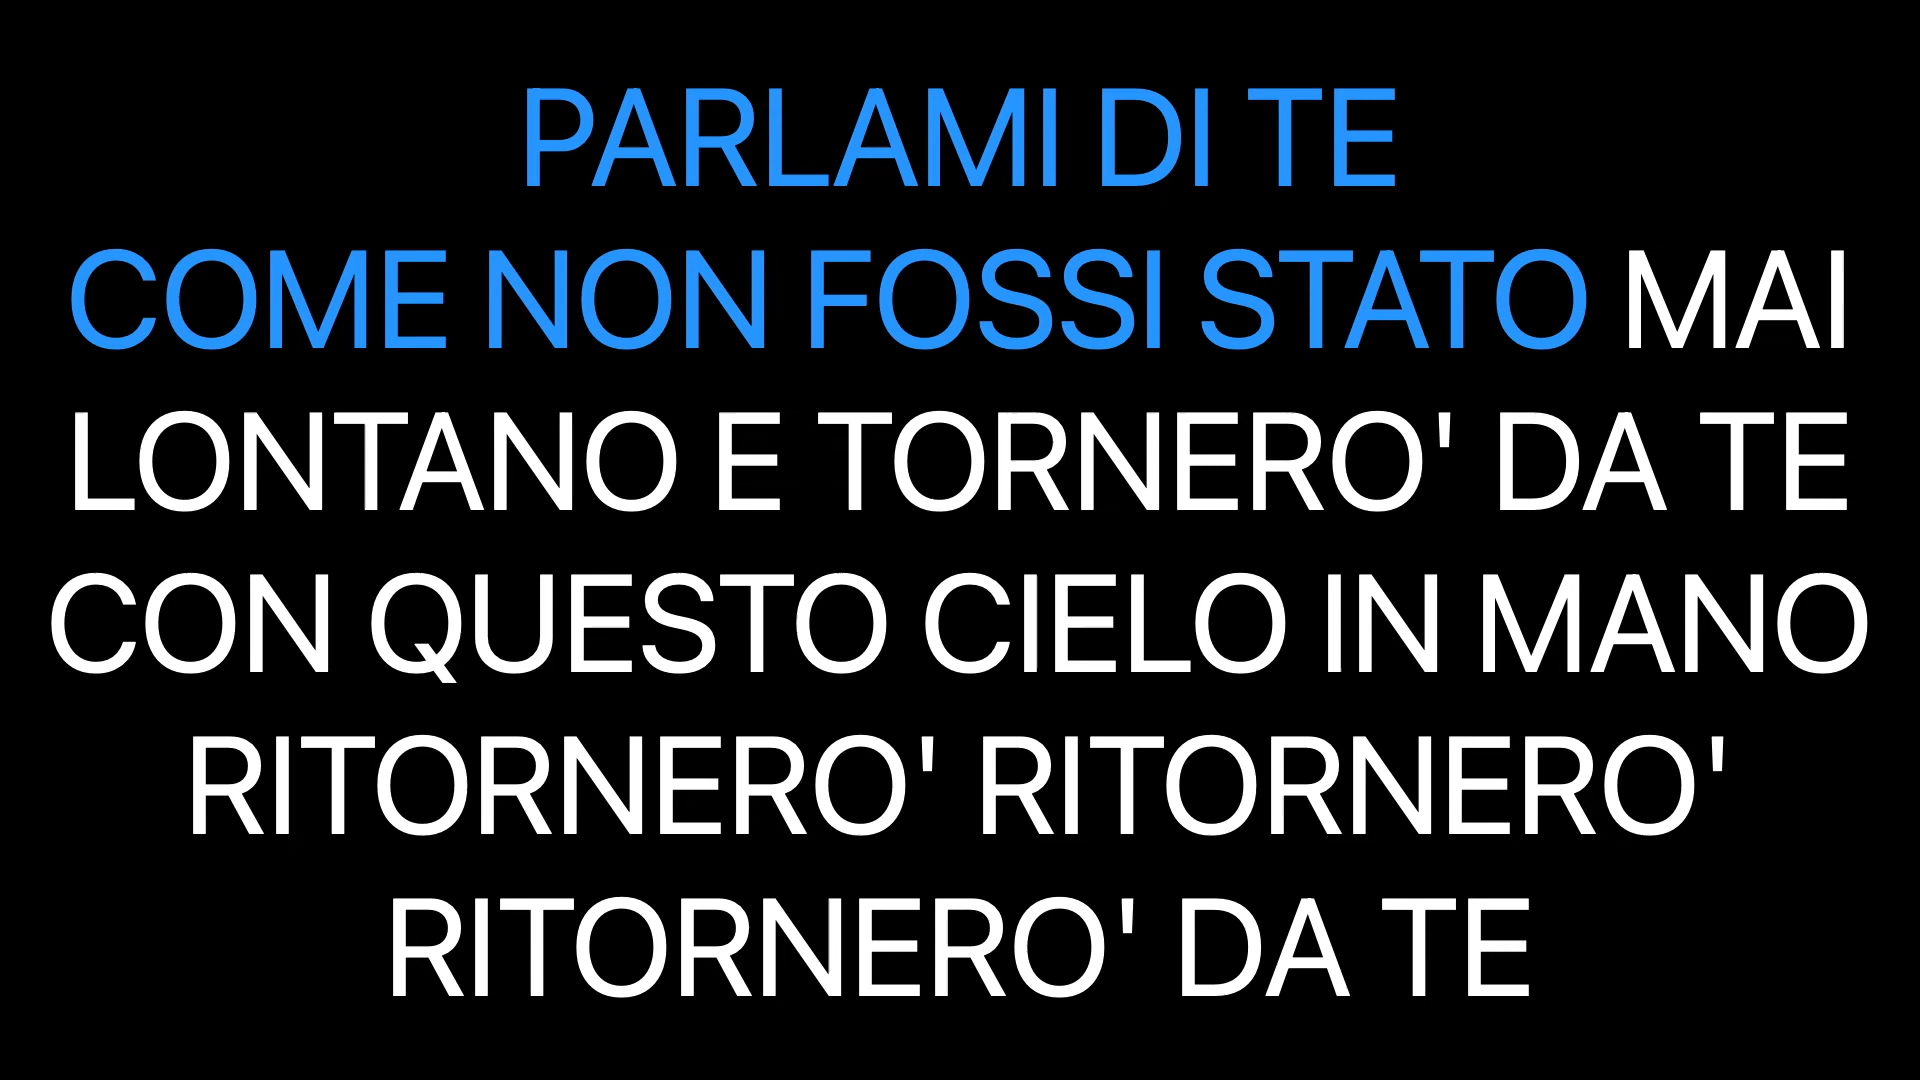 PARLAMI DI TE
COME NON FOSSI STATO MAI
LONTANO E TORNERO' DA TE
CON QUESTO CIELO IN MANO
RITORNERO' RITORNERO'
RITORNERO' DA TE